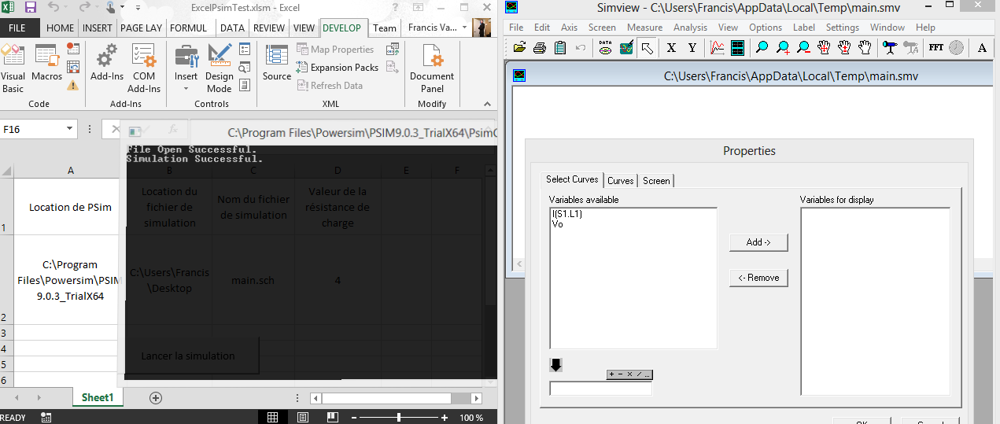 ExcelPsimTest.xlsm - Excel
FILE HOME INSERT PAGE LAY FORMUL DATA REVIEW VIEW DEVELOP Team Francis Va...
Visual Basic
Macros
Code
Add-Ins
COM Add-Ins
Add-Ins
Insert
Design Mode
Controls
Source
Map Properties
Expansion Packs
Refresh Data
XML
Document Panel
Modify
F16
C:\Program Files\Powersim\PSIM9.0.3_TrialX64\PsimC
File Open Successful.
Simulation Successful.
A B C D E F
1
Location de PSim
Location du
fichier de
simulation
Nom du fichier
de simulation
Valeur de la
résistance de
charge
2
C:\Program
Files\Powersim\PSIM
9.0.3_TrialX64
C:\Users\Francis
\Desktop
main.sch
4
3
4
5
6
Lancer la simulation
Sheet1
READY
100 %
Simview - C:\Users\Francis\AppData\Local\Temp\main.smv
File Edit Axis Screen Measure Analysis View Options Label Settings Window Help
DATA X Y FFT A
C:\Users\Francis\AppData\Local\Temp\main.smv
Properties
Select Curves Curves Screen
Variables available
I(S1.L1)
Vo
Variables for display
Add ->
<- Remove
+ − × / ...